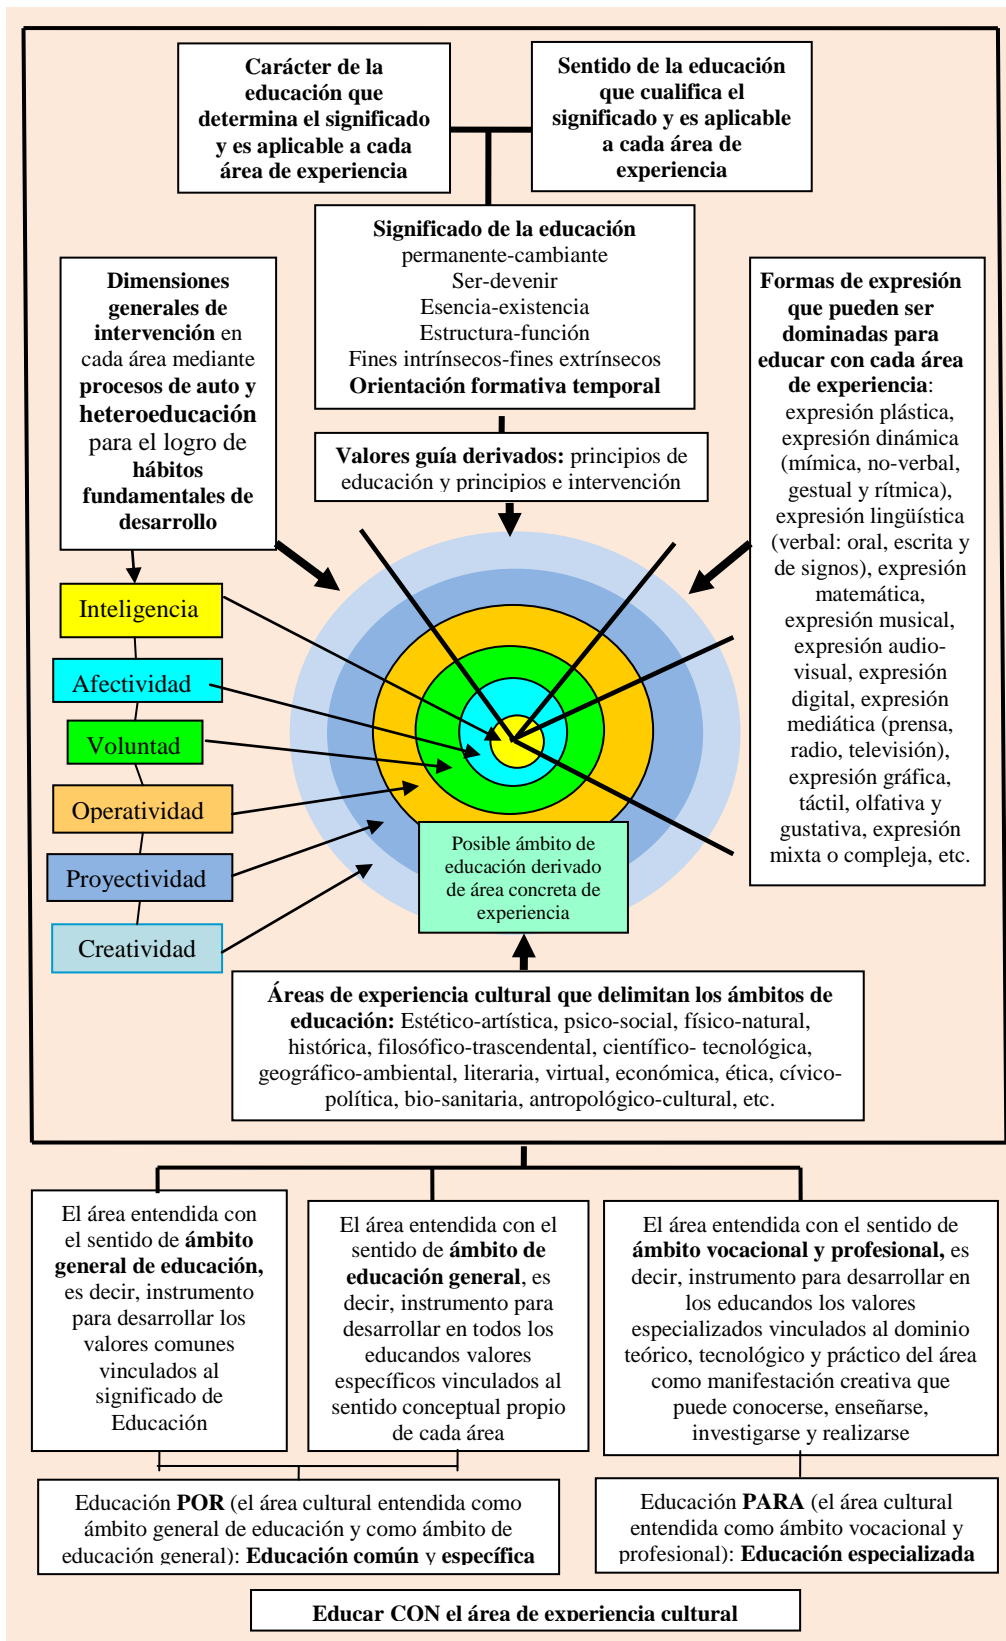 Carácter de la
educación que
determina el significado
y es aplicable a cada
área de experiencia
Sentido de la educación
que cualifica el
significado y es aplicable
a cada área de
experiencia
Significado de la educación
permanente-cambiante
Ser-devenir
Esencia-existencia
Estructura-función
Fines intrínsecos-fines extrínsecos
Orientación formativa temporal
Dimensiones
generales de
intervención en
cada área mediante
procesos de auto y
heteroeducación
para el logro de
hábitos
fundamentales de
desarrollo
Valores guía derivados: principios de
educación y principios e intervención
Formas de expresión
que pueden ser
dominadas para
educar con cada área
de experiencia:
expresión plástica,
expresión dinámica
(mímica, no-verbal,
gestual y rítmica),
expresión lingüística
(verbal: oral, escrita y
de signos), expresión
matemática,
expresión musical,
expresión audio-
visual, expresión
digital, expresión
mediática (prensa,
radio, televisión),
expresión gráfica,
táctil, olfativa y
gustativa, expresión
mixta o compleja, etc.
Inteligencia
Afectividad
Voluntad
Operatividad
Proyectividad
Creatividad
Posible ámbito de
educación derivado
de área concreta de
experiencia
Áreas de experiencia cultural que delimitan los ámbitos de
educación: Estético-artística, psico-social, físico-natural,
histórica, filosófico-trascendental, científico- tecnológica,
geográfico-ambiental, literaria, virtual, económica, ética, cívico-
política, bio-sanitaria, antropológico-cultural, etc.
El área entendida con
el sentido de ámbito
general de educación,
es decir, instrumento
para desarrollar los
valores comunes
vinculados al
significado de
Educación
El área entendida con el
sentido de ámbito de
educación general, es
decir, instrumento para
desarrollar en todos los
educandos valores
específicos vinculados al
sentido conceptual propio
de cada área
El área entendida con el sentido de
ámbito vocacional y profesional, es
decir, instrumento para desarrollar en
los educandos los valores
especializados vinculados al dominio
teórico, tecnológico y práctico del área
como manifestación creativa que
puede conocerse, enseñarse,
investigarse y realizarse
Educación POR (el área cultural entendida como
ámbito general de educación y como ámbito de
educación general): Educación común y específica
Educación PARA (el área cultural
entendida como ámbito vocacional y
profesional): Educación especializada
Educar CON el área de experiencia cultural